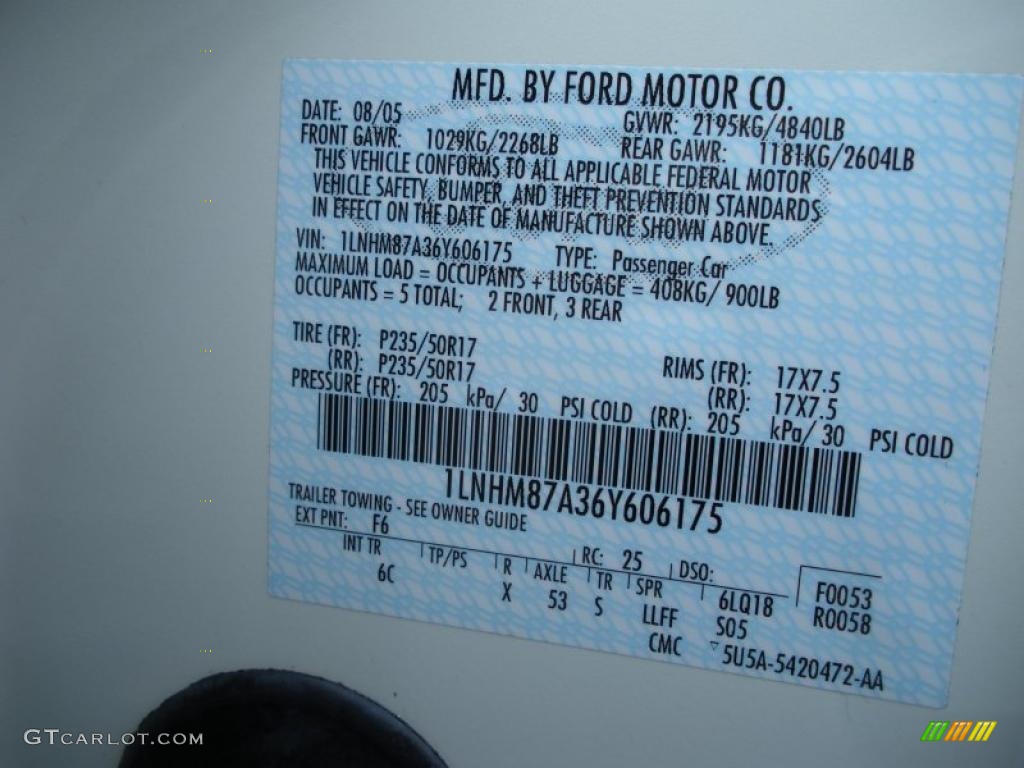 MFD. BY FORD MOTOR CO.
DATE: 08/05 GVWR: 2195KG/4840LB
FRONT GAWR: 1029KG/2268LB REAR GAWR: 1181KG/2604LB
THIS VEHICLE CONFORMS TO ALL APPLICABLE FEDERAL MOTOR
VEHICLE SAFETY, BUMPER, AND THEFT PREVENTION STANDARDS
IN EFFECT ON THE DATE OF MANUFACTURE SHOWN ABOVE.
VIN: 1LNHM87A36Y606175 TYPE: Passenger Car
MAXIMUM LOAD = OCCUPANTS + LUGGAGE = 408KG/ 900LB
OCCUPANTS = 5 TOTAL; 2 FRONT, 3 REAR
TIRE (FR): P235/50R17 RIMS (FR): 17X7.5
(RR): P235/50R17 (RR): 17X7.5
PRESSURE (FR): 205 kPa/ 30 PSI COLD (RR): 205 kPa/ 30 PSI COLD
1LNHM87A36Y606175
TRAILER TOWING - SEE OWNER GUIDE
EXT PNT: F6 RC: 25 DSO:
INT TR TP/PS R AXLE TR SPR 6LQ18 F0053
6C X 53 S LLFF S05 R0058
CMC 5U5A-5420472-AA
GTCARLOT.COM